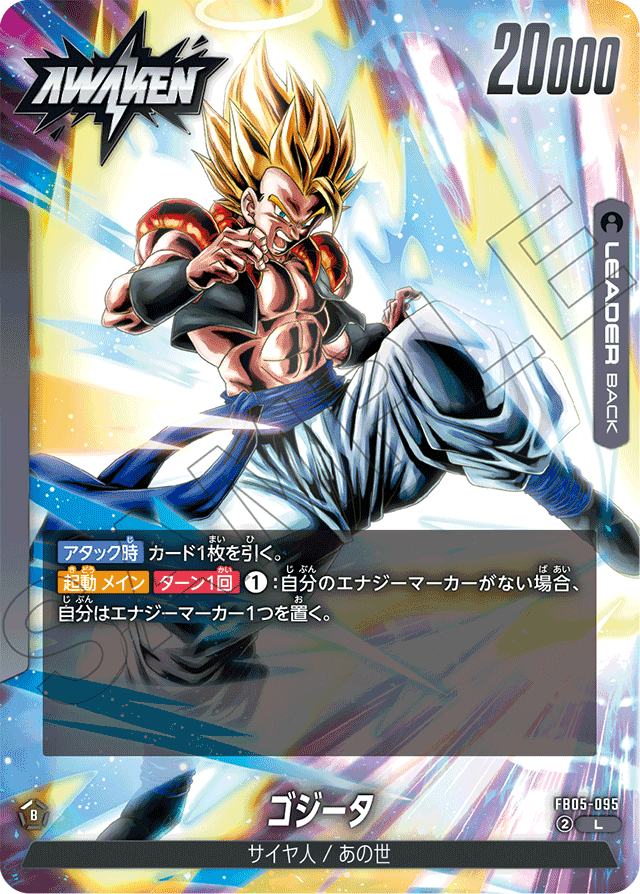 AWAKEN
20000
LEADER BACK
アタック時 カード1枚を引く。
起動メイン ターン1回 1:自分のエナジーマーカーがない場合、
自分はエナジーマーカー1つを置く。
SAMPLE
ゴジータ
FB05-095
B
2 L
サイヤ人 / あの世